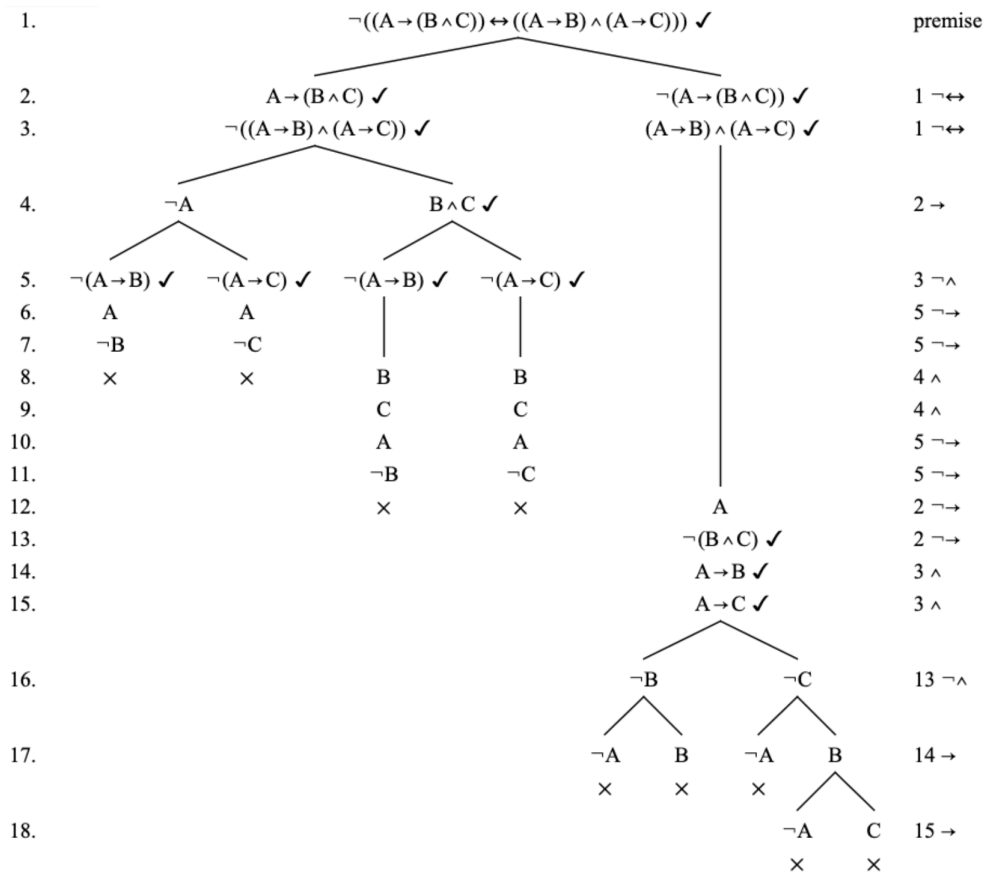 1. ¬((A→(B∧C))↔((A→B)∧(A→C))) ✓ premise
2. A→(B∧C) ✓ ¬(A→(B∧C)) ✓ 1 ¬↔
3. ¬((A→B)∧(A→C)) ✓ (A→B)∧(A→C) ✓ 1 ¬↔
4. ¬A B∧C ✓ 2 →
5. ¬(A→B) ✓ ¬(A→C) ✓ ¬(A→B) ✓ ¬(A→C) ✓ 3 ¬∧
6. A A 5 ¬→
7. ¬B ¬C 5 ¬→
8. × × B B 4 ∧
9. C C 4 ∧
10. A A 5 ¬→
11. ¬B ¬C 5 ¬→
12. × × A 2 ¬→
13. ¬(B∧C) ✓ 2 ¬→
14. A→B ✓ 3 ∧
15. A→C ✓ 3 ∧
16. ¬B ¬C 13 ¬∧
17. ¬A B ¬A B 14 →
× × ×
18. ¬A C 15 →
× ×